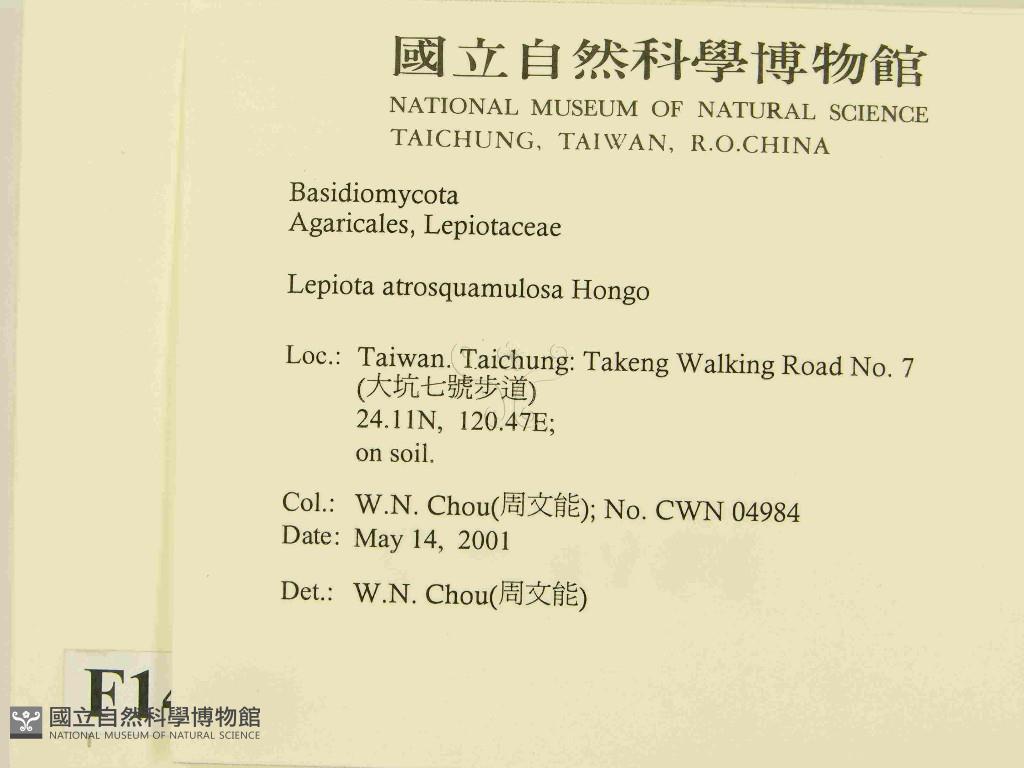 國立自然科學博物館
NATIONAL MUSEUM OF NATURAL SCIENCE
TAICHUNG, TAIWAN, R.O.CHINA
Basidiomycota
Agaricales, Lepiotaceae
Lepiota atrosquamulosa Hongo
Loc.: Taiwan. Taichung: Takeng Walking Road No. 7
(大坑七號步道)
24.11N, 120.47E;
on soil.
Col.: W.N. Chou(周文能); No. CWN 04984
Date: May 14, 2001
Det.: W.N. Chou(周文能)
F14
國立自然科學博物館
NATIONAL MUSEUM OF NATURAL SCIENCE